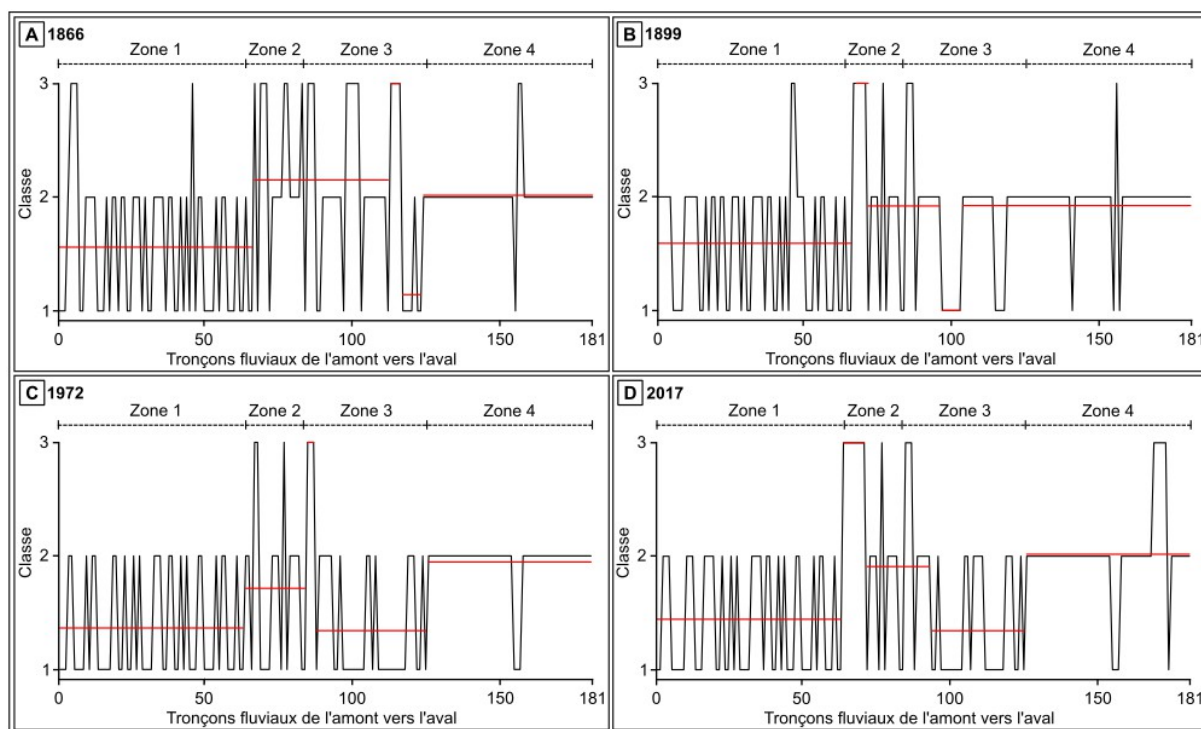 A 1866
Zone 1 Zone 2 Zone 3 Zone 4
3
2
1
Classe
0 50 100 150 181
Tronçons fluviaux de l'amont vers l'aval
B 1899
Zone 1 Zone 2 Zone 3 Zone 4
3
2
1
Classe
0 50 100 150 181
Tronçons fluviaux de l'amont vers l'aval
C 1972
Zone 1 Zone 2 Zone 3 Zone 4
3
2
1
Classe
0 50 100 150 181
Tronçons fluviaux de l'amont vers l'aval
D 2017
Zone 1 Zone 2 Zone 3 Zone 4
3
2
1
Classe
0 50 100 150 181
Tronçons fluviaux de l'amont vers l'aval